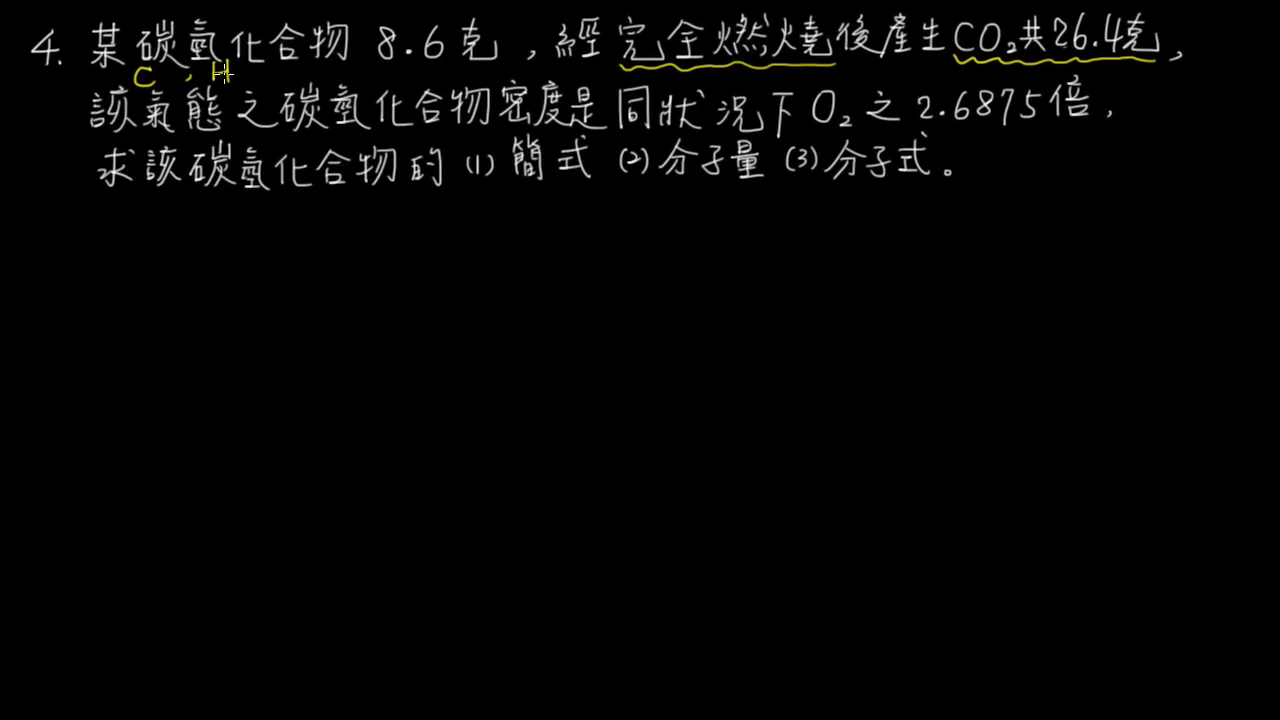 4. 某碳氫化合物 8.6 克，經完全燃燒後產生CO₂共26.4克，
C , H
該氣態之碳氫化合物密度是同狀況下 O₂ 之 2.6875倍，
求該碳氫化合物的 (1) 簡式 (2) 分子量 (3) 分子式。